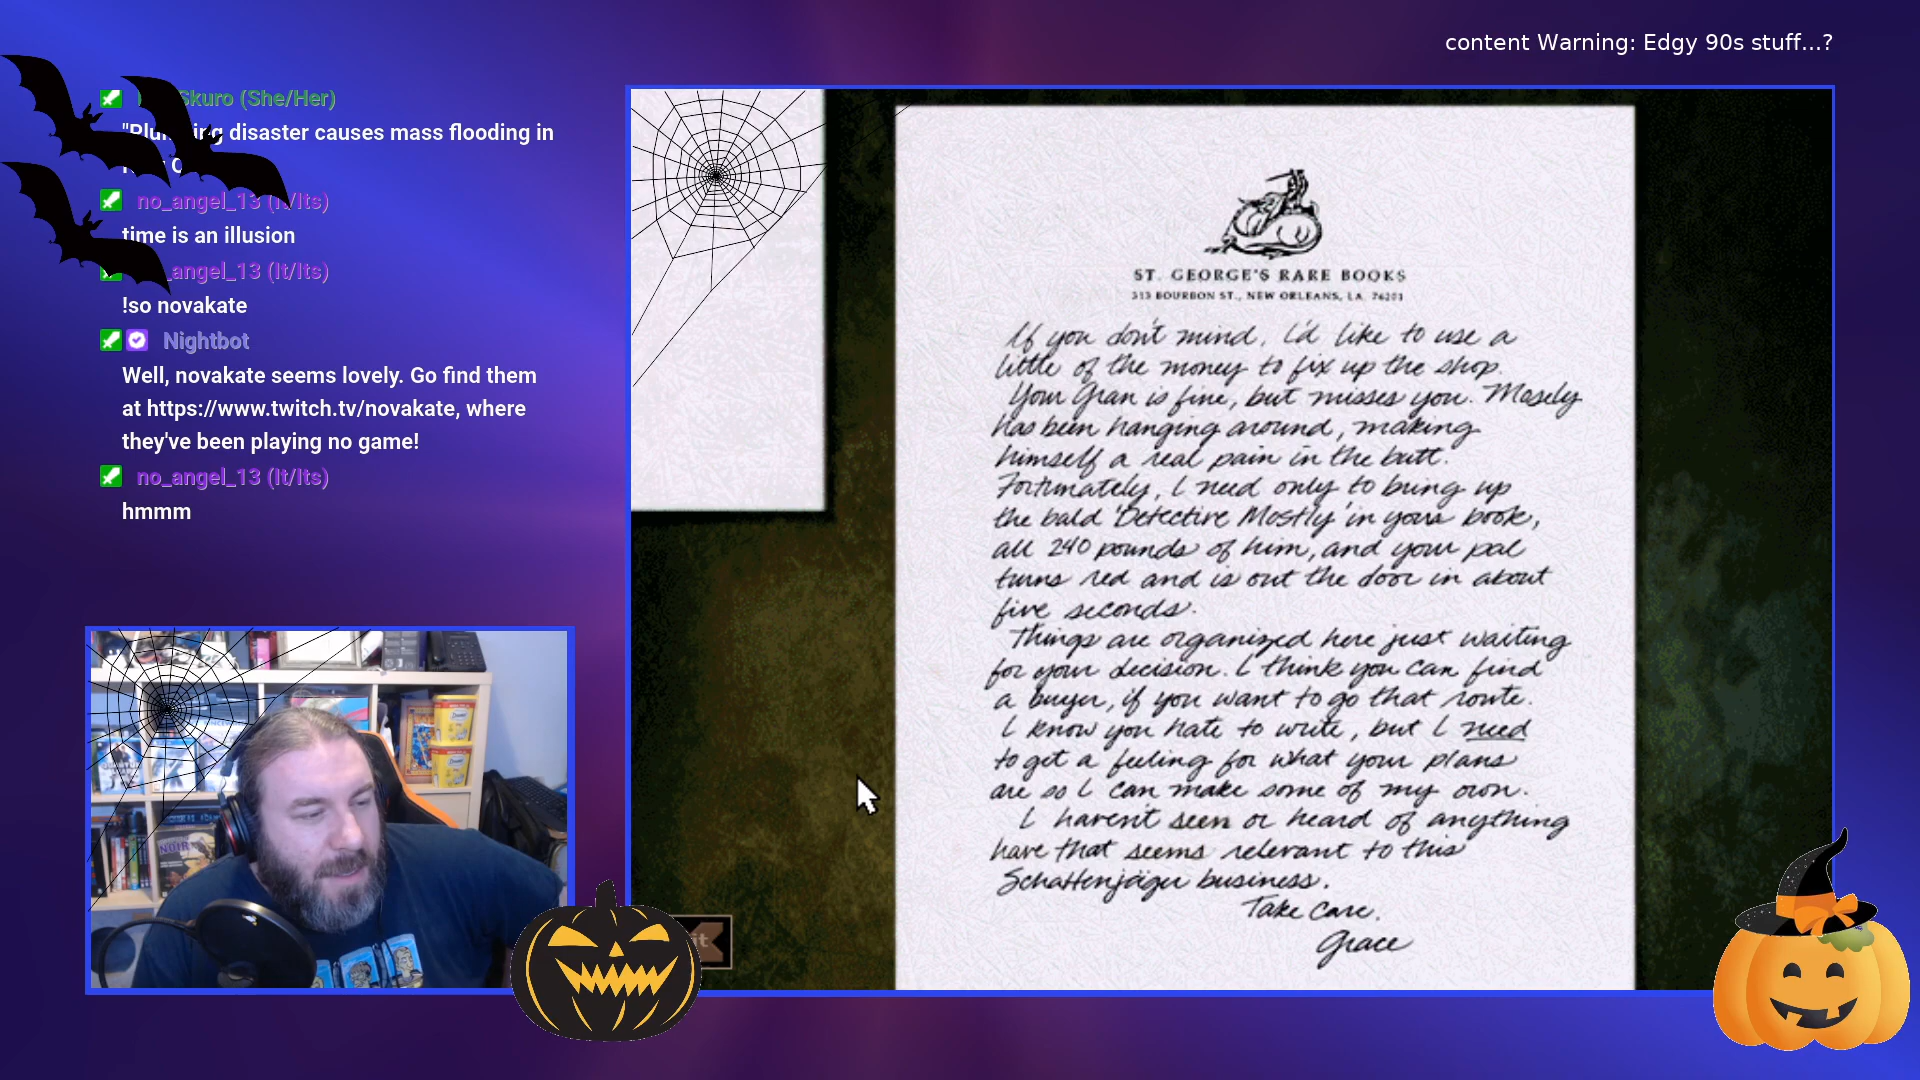 content Warning: Edgy 90s stuff...?
Skuro (She/Her)
disaster causes mass flooding in
no_angel_13 (It/Its)
time is an illusion
_angel_13 (It/Its)
!so novakate
Nightbot
Well, novakate seems lovely. Go find them
at https://www.twitch.tv/novakate, where
they've been playing no game!
no_angel_13 (It/Its)
hmmm
ST. GEORGE'S RARE BOOKS
313 BOURBON ST., NEW ORLEANS, LA. 76201
If you don't mind, I'd like to use a
little of the money to fix up the shop.
Your Gran is fine, but misses you. Mosely
has been hanging around, making
himself a real pain in the butt.
Fortunately, I need only to bring up
the bald 'Detective Mostly' in your book,
all 240 pounds of him, and your pal
turns red and is out the door in about
five seconds.
Things are organized here just waiting
for your decision. I think you can find
a buyer, if you want to go that route.
I know you hate to write, but I need
to get a feeling for what your plans
are so I can make some of my own.
I haven't seen or heard of anything
have that seems relevant to this
Schattenjäger business.
Take Care,
Grace
NOIR